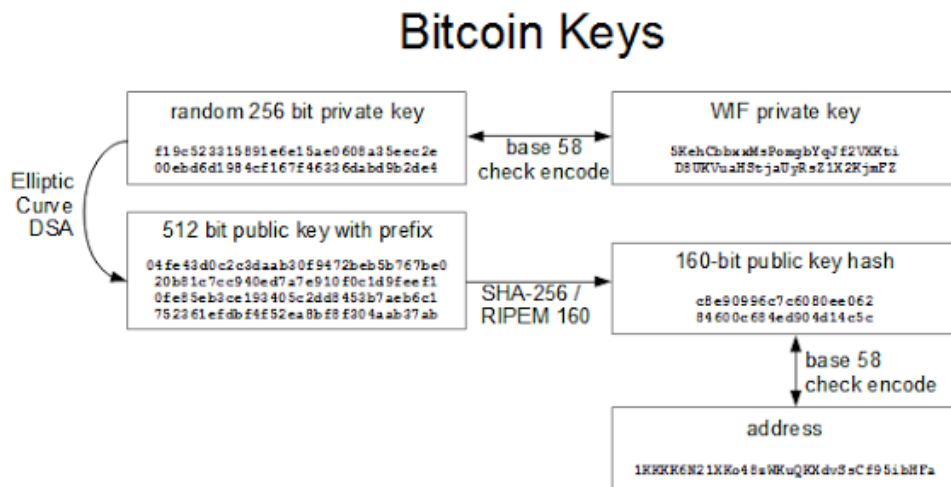 Bitcoin Keys
random 256 bit private key
f19c523315891e6e15ae0608a35eec2e
00ebd6d1984cf167f46336dabd9b2de4
base 58
check encode
WIF private key
5KehCbbxxMsPomgbYqJf2VXKti
D8UKVuaHStjaUyRsZ1X2KjmPZ
Elliptic
Curve
DSA
512 bit public key with prefix
04fe43d0c2c3daab30f9472beb5b767be0
20b81c7cc940ed7a7e910f0c1d9feef1
0fe85eb3ce193405c2dd8453b7aeb6c1
752361efdbf4f52ea8bf8f304aab37ab
SHA-256 /
RIPEM 160
160-bit public key hash
c8e90996c7c6080ee062
84600c684ed904d14c5c
base 58
check encode
address
1KKKK6N21XKo48zWKuQKXdvSsCf95ibHFa